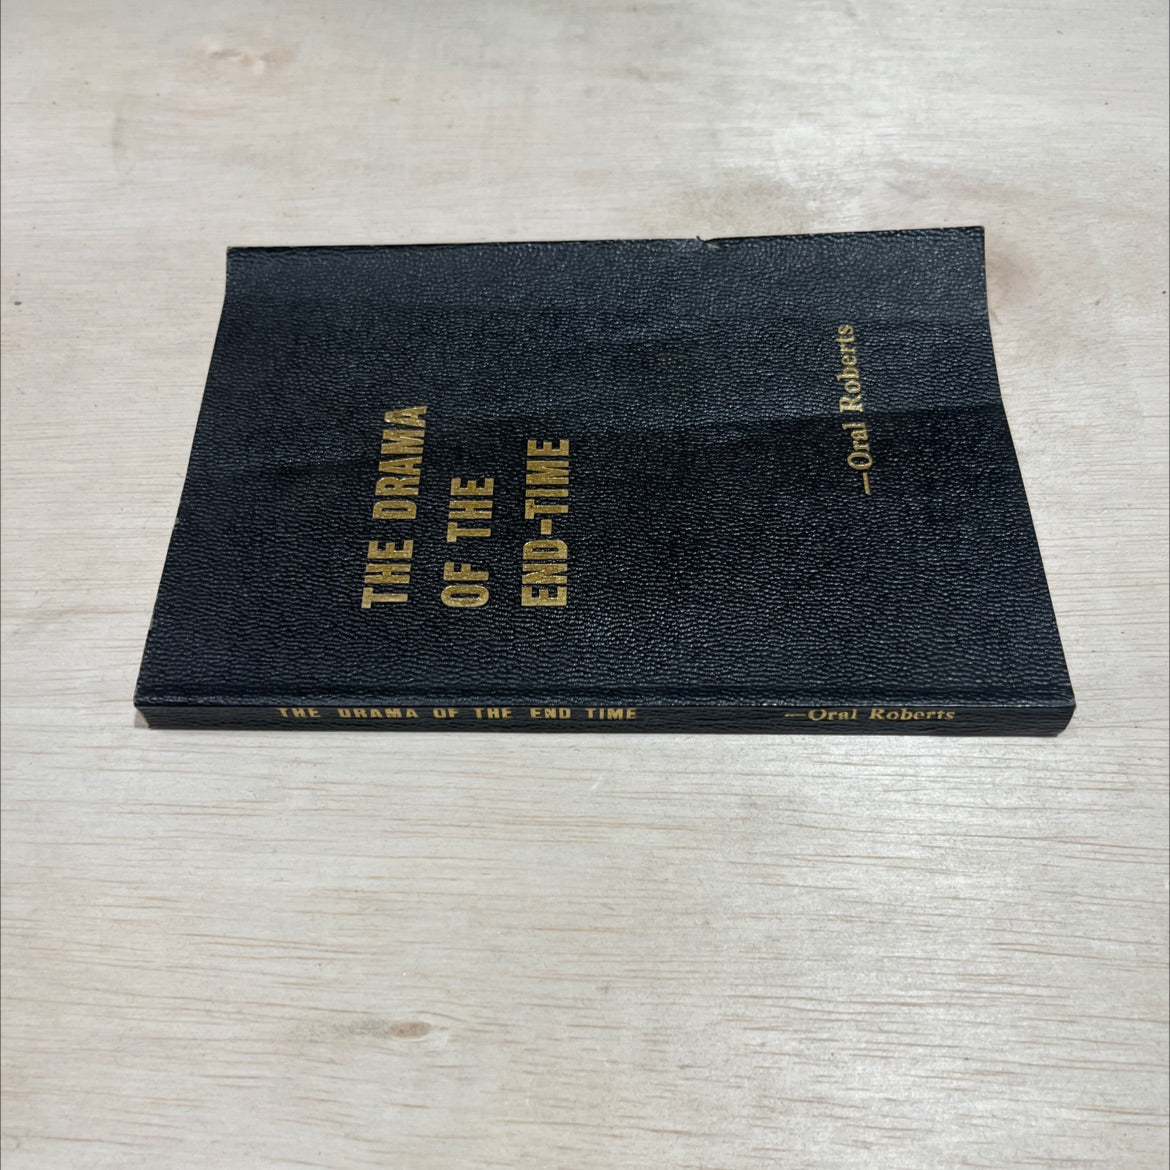 THE DRAMA
OF THE
END-TIME
—Oral Roberts
THE DRAMA OF THE END TIME —Oral Roberts